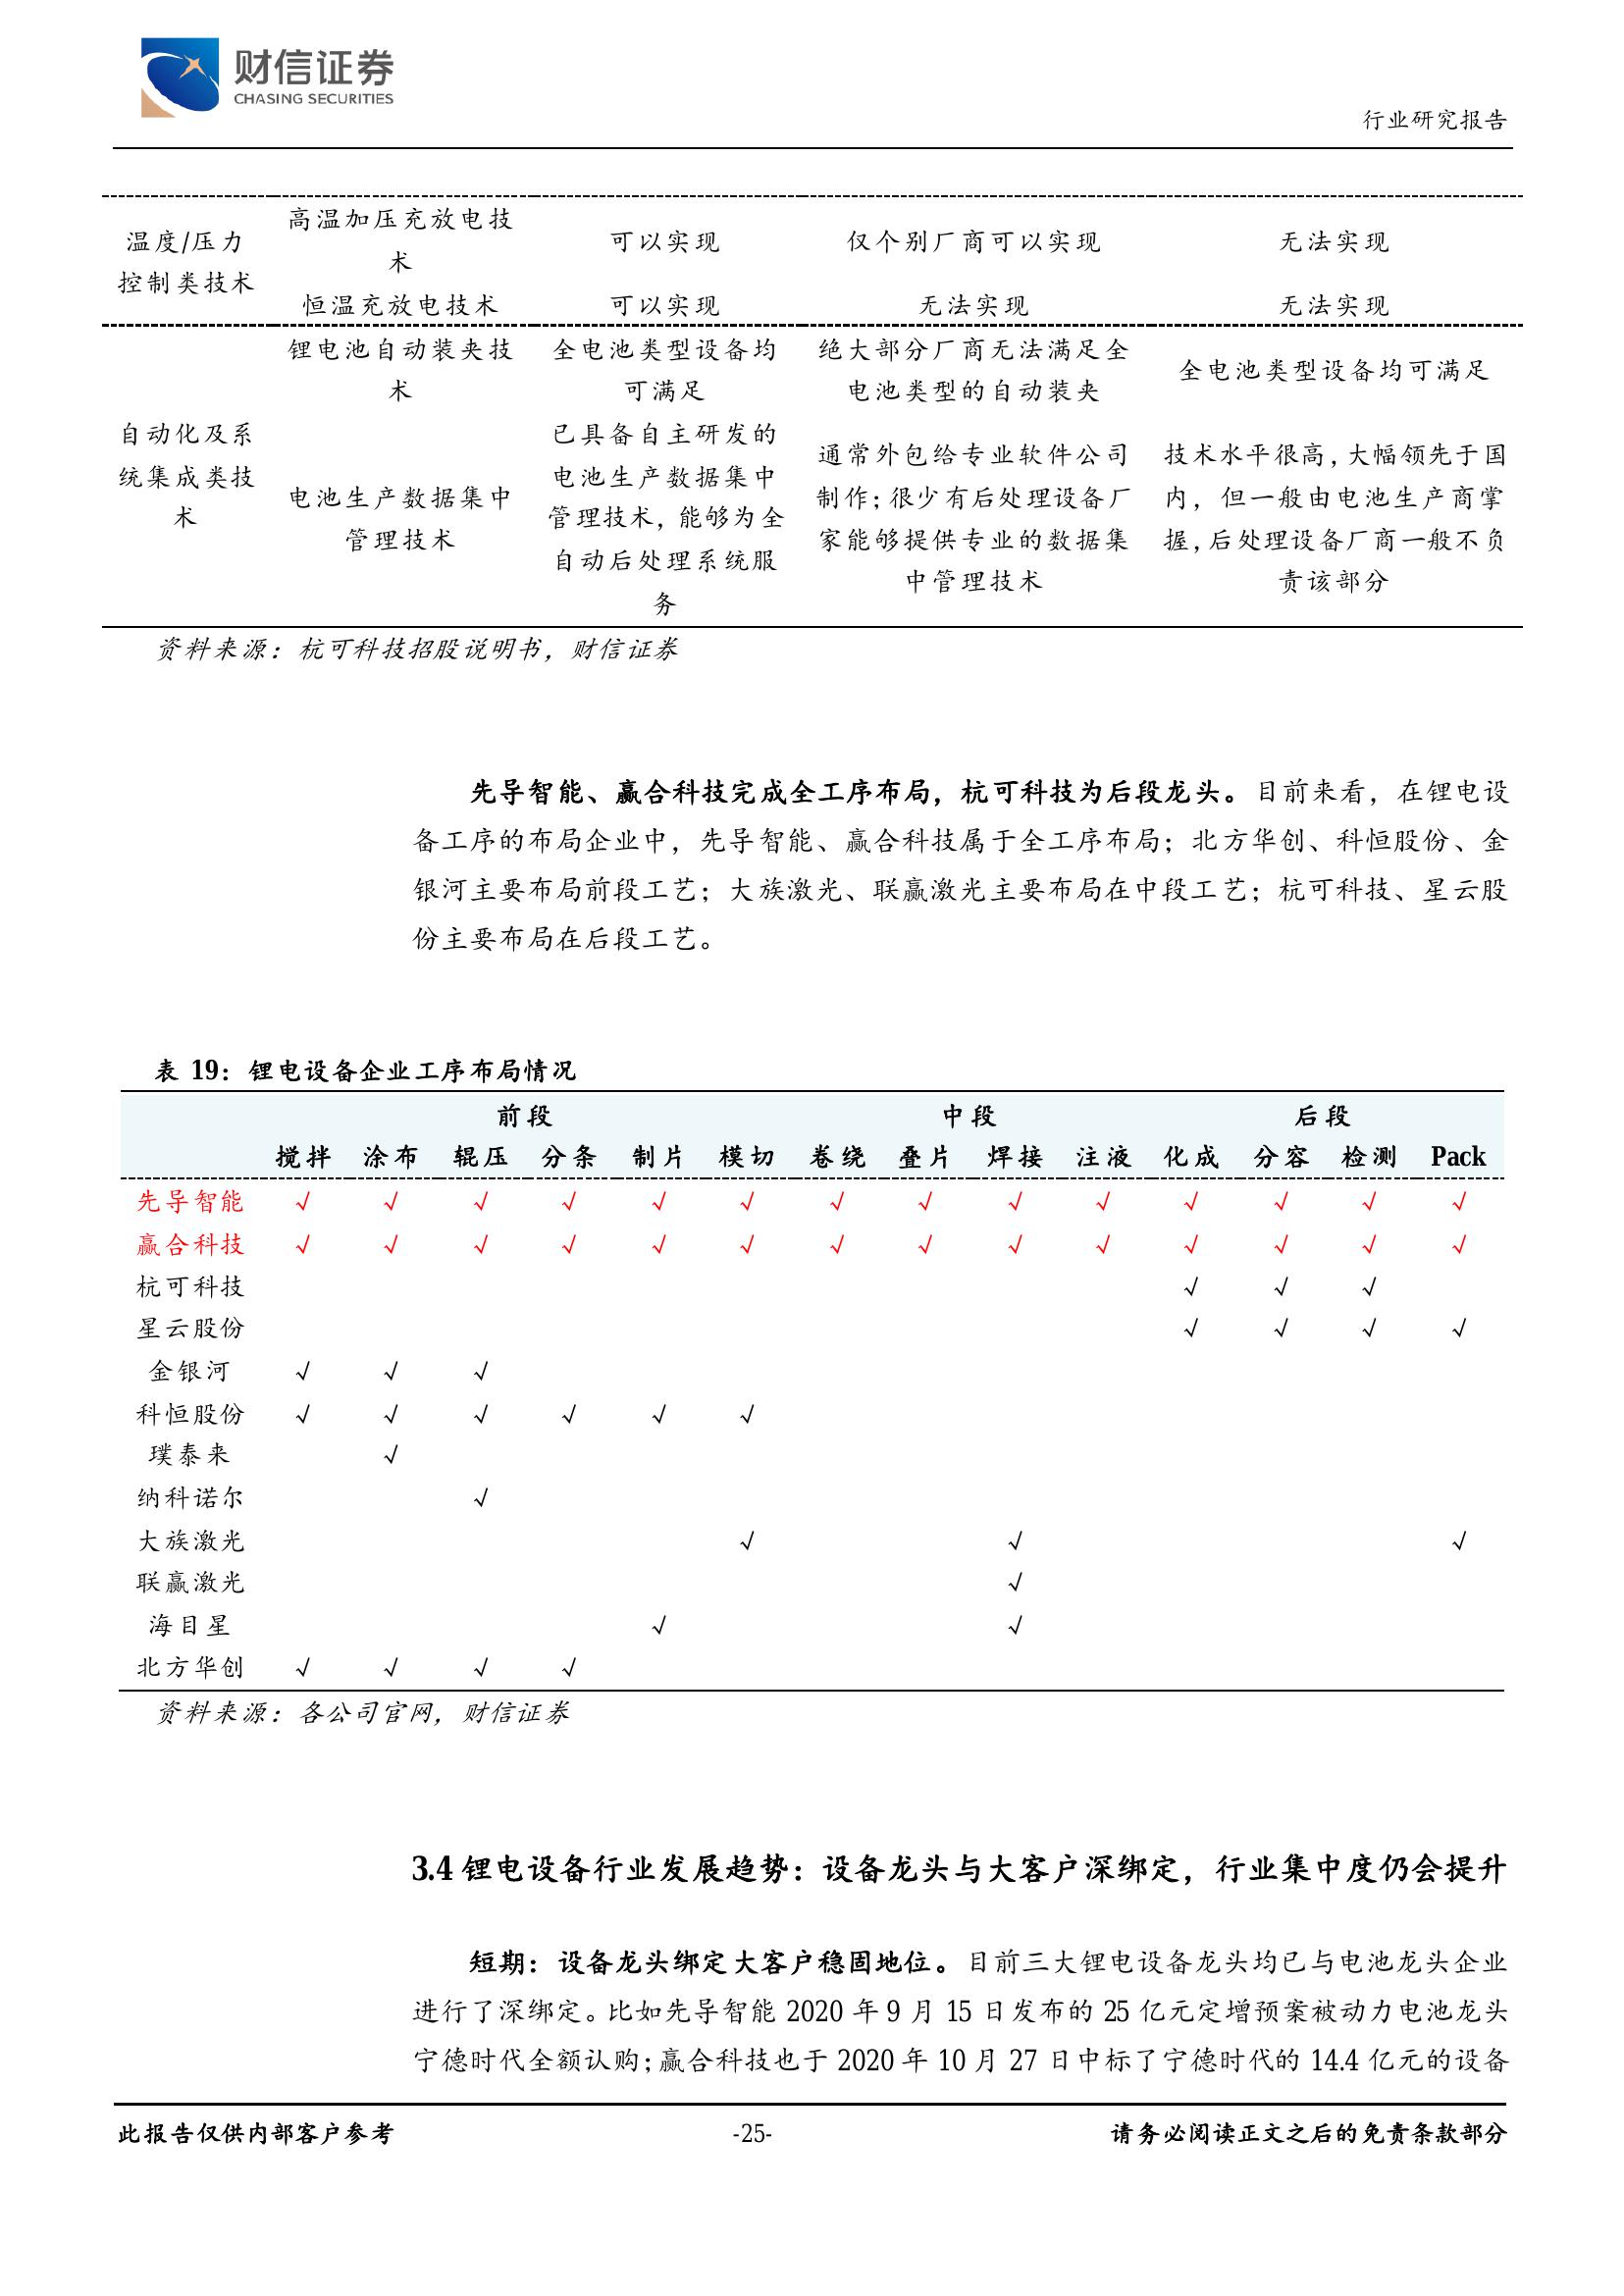 财信证券
CHASING SECURITIES
行业研究报告
温度/压力
控制类技术
高温加压充放电技
术
可以实现
仅个别厂商可以实现
无法实现
恒温充放电技术
可以实现
无法实现
无法实现
自动化及系
统集成类技
术
锂电池自动装夹技
术
全电池类型设备均
可满足
绝大部分厂商无法满足全
电池类型的自动装夹
全电池类型设备均可满足
电池生产数据集中
管理技术
已具备自主研发的
电池生产数据集中
管理技术，能够为全
自动后处理系统服
务
通常外包给专业软件公司
制作；很少有后处理设备厂
家能够提供专业的数据集
中管理技术
技术水平很高，大幅领先于国
内，但一般由电池生产商掌
握，后处理设备厂商一般不负
责该部分
资料来源：杭可科技招股说明书，财信证券
先导智能、赢合科技完成全工序布局，杭可科技为后段龙头。目前来看，在锂电设
备工序的布局企业中，先导智能、赢合科技属于全工序布局；北方华创、科恒股份、金
银河主要布局前段工艺；大族激光、联赢激光主要布局在中段工艺；杭可科技、星云股
份主要布局在后段工艺。
表 19：锂电设备企业工序布局情况
前段 中段 后段
搅拌 涂布 辊压 分条 制片 模切 卷绕 叠片 焊接 注液 化成 分容 检测 Pack
先导智能 √ √ √ √ √ √ √ √ √ √ √ √ √ √
赢合科技 √ √ √ √ √ √ √ √ √ √ √ √ √ √
杭可科技 √ √ √
星云股份 √ √ √ √
金银河 √ √ √
科恒股份 √ √ √ √ √ √
璞泰来 √
纳科诺尔 √
大族激光 √ √ √
联赢激光 √
海目星 √ √
北方华创 √ √ √ √
资料来源：各公司官网，财信证券
3.4 锂电设备行业发展趋势：设备龙头与大客户深绑定，行业集中度仍会提升
短期：设备龙头绑定大客户稳固地位。目前三大锂电设备龙头均已与电池龙头企业
进行了深绑定。比如先导智能 2020 年 9 月 15 日发布的 25 亿元定增预案被动力电池龙头
宁德时代全额认购；赢合科技也于 2020 年 10 月 27 日中标了宁德时代的 14.4 亿元的设备
此报告仅供内部客户参考
-25-
请务必阅读正文之后的免责条款部分